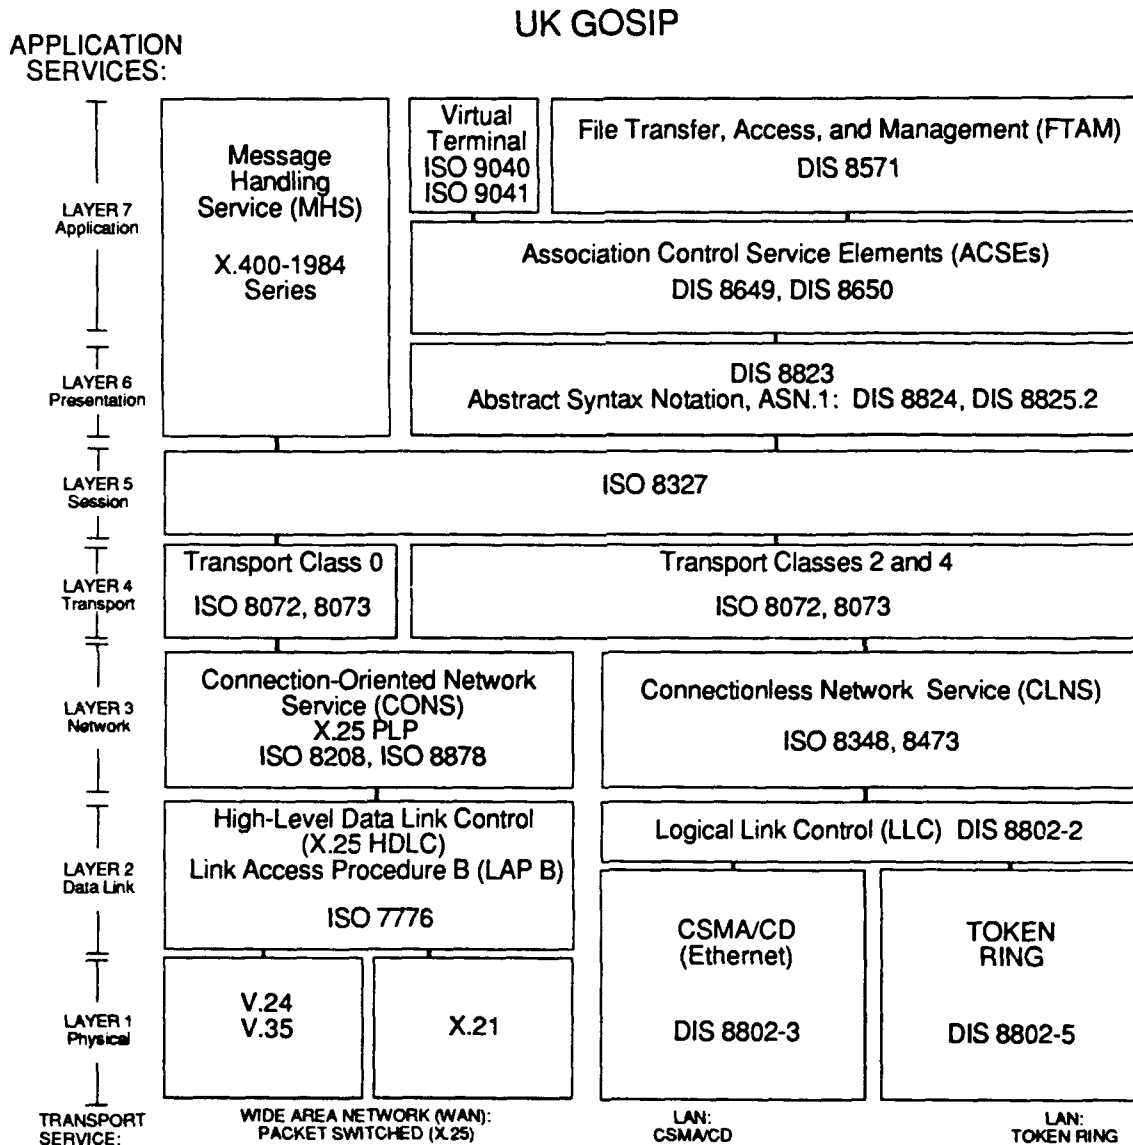 UK GOSIP
APPLICATION
SERVICES:
LAYER 7
Application
Message
Handling
Service (MHS)
X.400-1984
Series
Virtual
Terminal
ISO 9040
ISO 9041
File Transfer, Access, and Management (FTAM)
DIS 8571
Association Control Service Elements (ACSEs)
DIS 8649, DIS 8650
LAYER 6
Presentation
DIS 8823
Abstract Syntax Notation, ASN.1: DIS 8824, DIS 8825.2
LAYER 5
Session
ISO 8327
LAYER 4
Transport
Transport Class 0
ISO 8072, 8073
Transport Classes 2 and 4
ISO 8072, 8073
LAYER 3
Network
Connection-Oriented Network
Service (CONS)
X.25 PLP
ISO 8208, ISO 8878
Connectionless Network Service (CLNS)
ISO 8348, 8473
LAYER 2
Data Link
High-Level Data Link Control
(X.25 HDLC)
Link Access Procedure B (LAP B)
ISO 7776
Logical Link Control (LLC) DIS 8802-2
CSMA/CD
(Ethernet)
DIS 8802-3
TOKEN
RING
DIS 8802-5
LAYER 1
Physical
V.24
V.35
X.21
TRANSPORT
SERVICE:
WIDE AREA NETWORK (WAN):
PACKET SWITCHED (X.25)
LAN:
CSMA/CD
LAN:
TOKEN RING